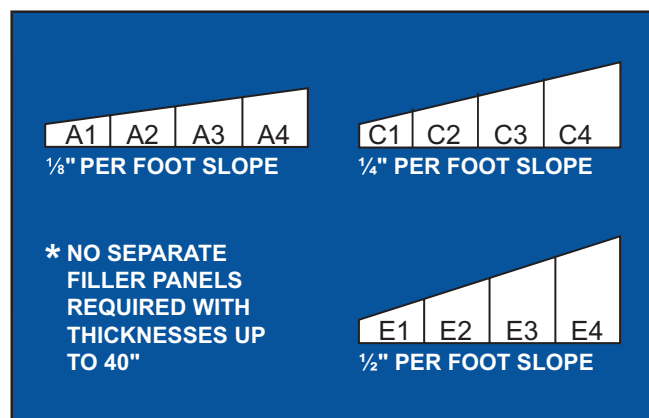 A1 A2 A3 A4
⅛" PER FOOT SLOPE
C1 C2 C3 C4
¼" PER FOOT SLOPE
* NO SEPARATE
FILLER PANELS
REQUIRED WITH
THICKNESSES UP
TO 40"
E1 E2 E3 E4
½" PER FOOT SLOPE